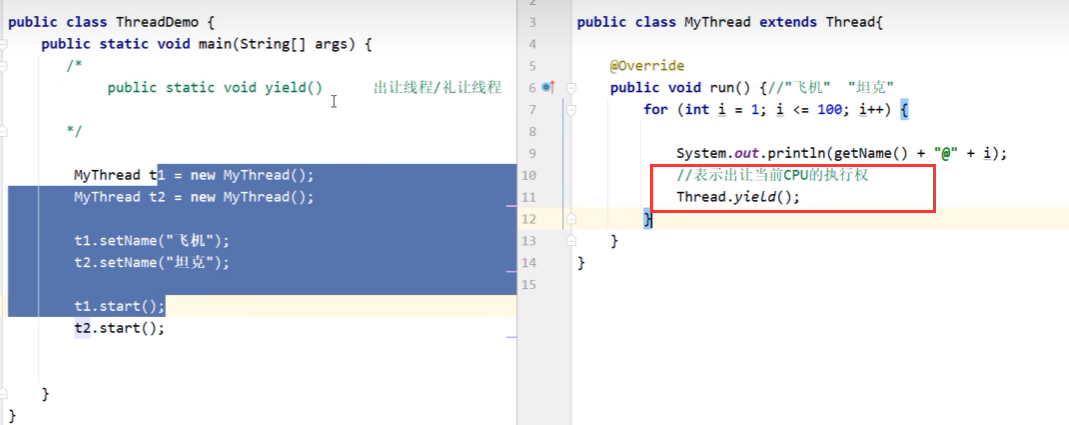 public class ThreadDemo {
public static void main(String[] args) {
/*
public static void yield() 出让线程/礼让线程
*/
MyThread t1 = new MyThread();
MyThread t2 = new MyThread();
t1.setName("飞机");
t2.setName("坦克");
t1.start();
t2.start();
}
}
2
3 public class MyThread extends Thread{
4
5 @Override
6 public void run() {//"飞机" "坦克"
7 for (int i = 1; i <= 100; i++) {
8
9 System.out.println(getName() + "@" + i);
10 //表示出让当前CPU的执行权
11 Thread.yield();
12 }
13 }
14 }
15